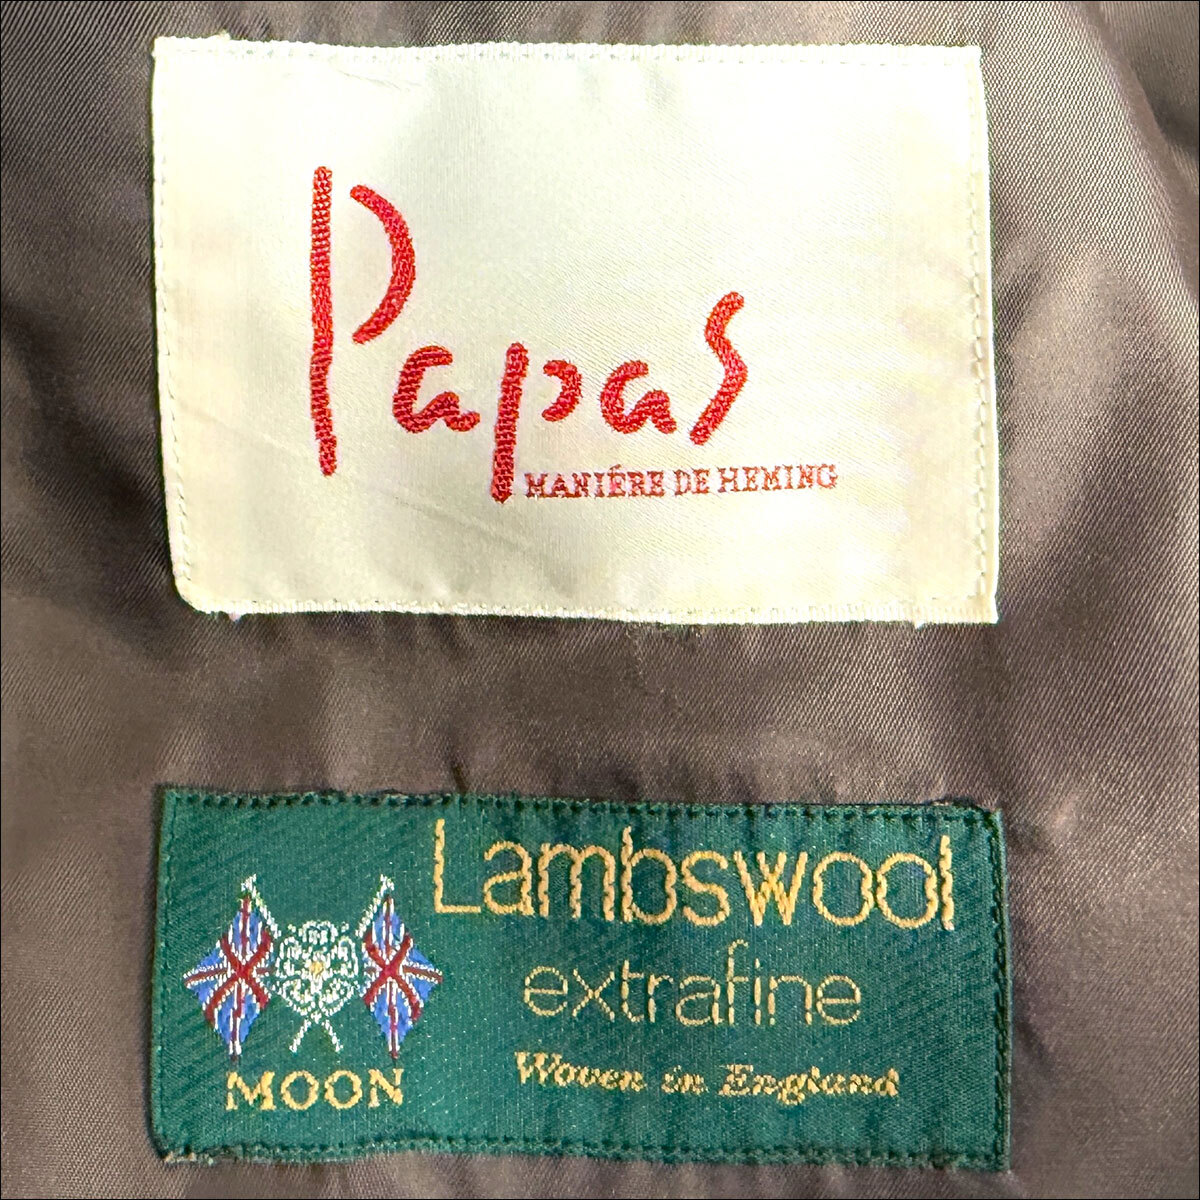 Papas
MANIÉRE DE HEMING
Lambswool
extrafine
Woven in England
MOON